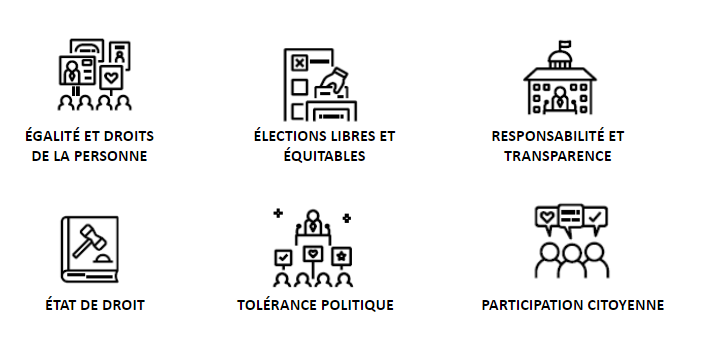 ÉGALITÉ ET DROITS
DE LA PERSONNE
ÉLECTIONS LIBRES ET
ÉQUITABLES
RESPONSABILITÉ ET
TRANSPARENCE
ÉTAT DE DROIT
TOLÉRANCE POLITIQUE
PARTICIPATION CITOYENNE